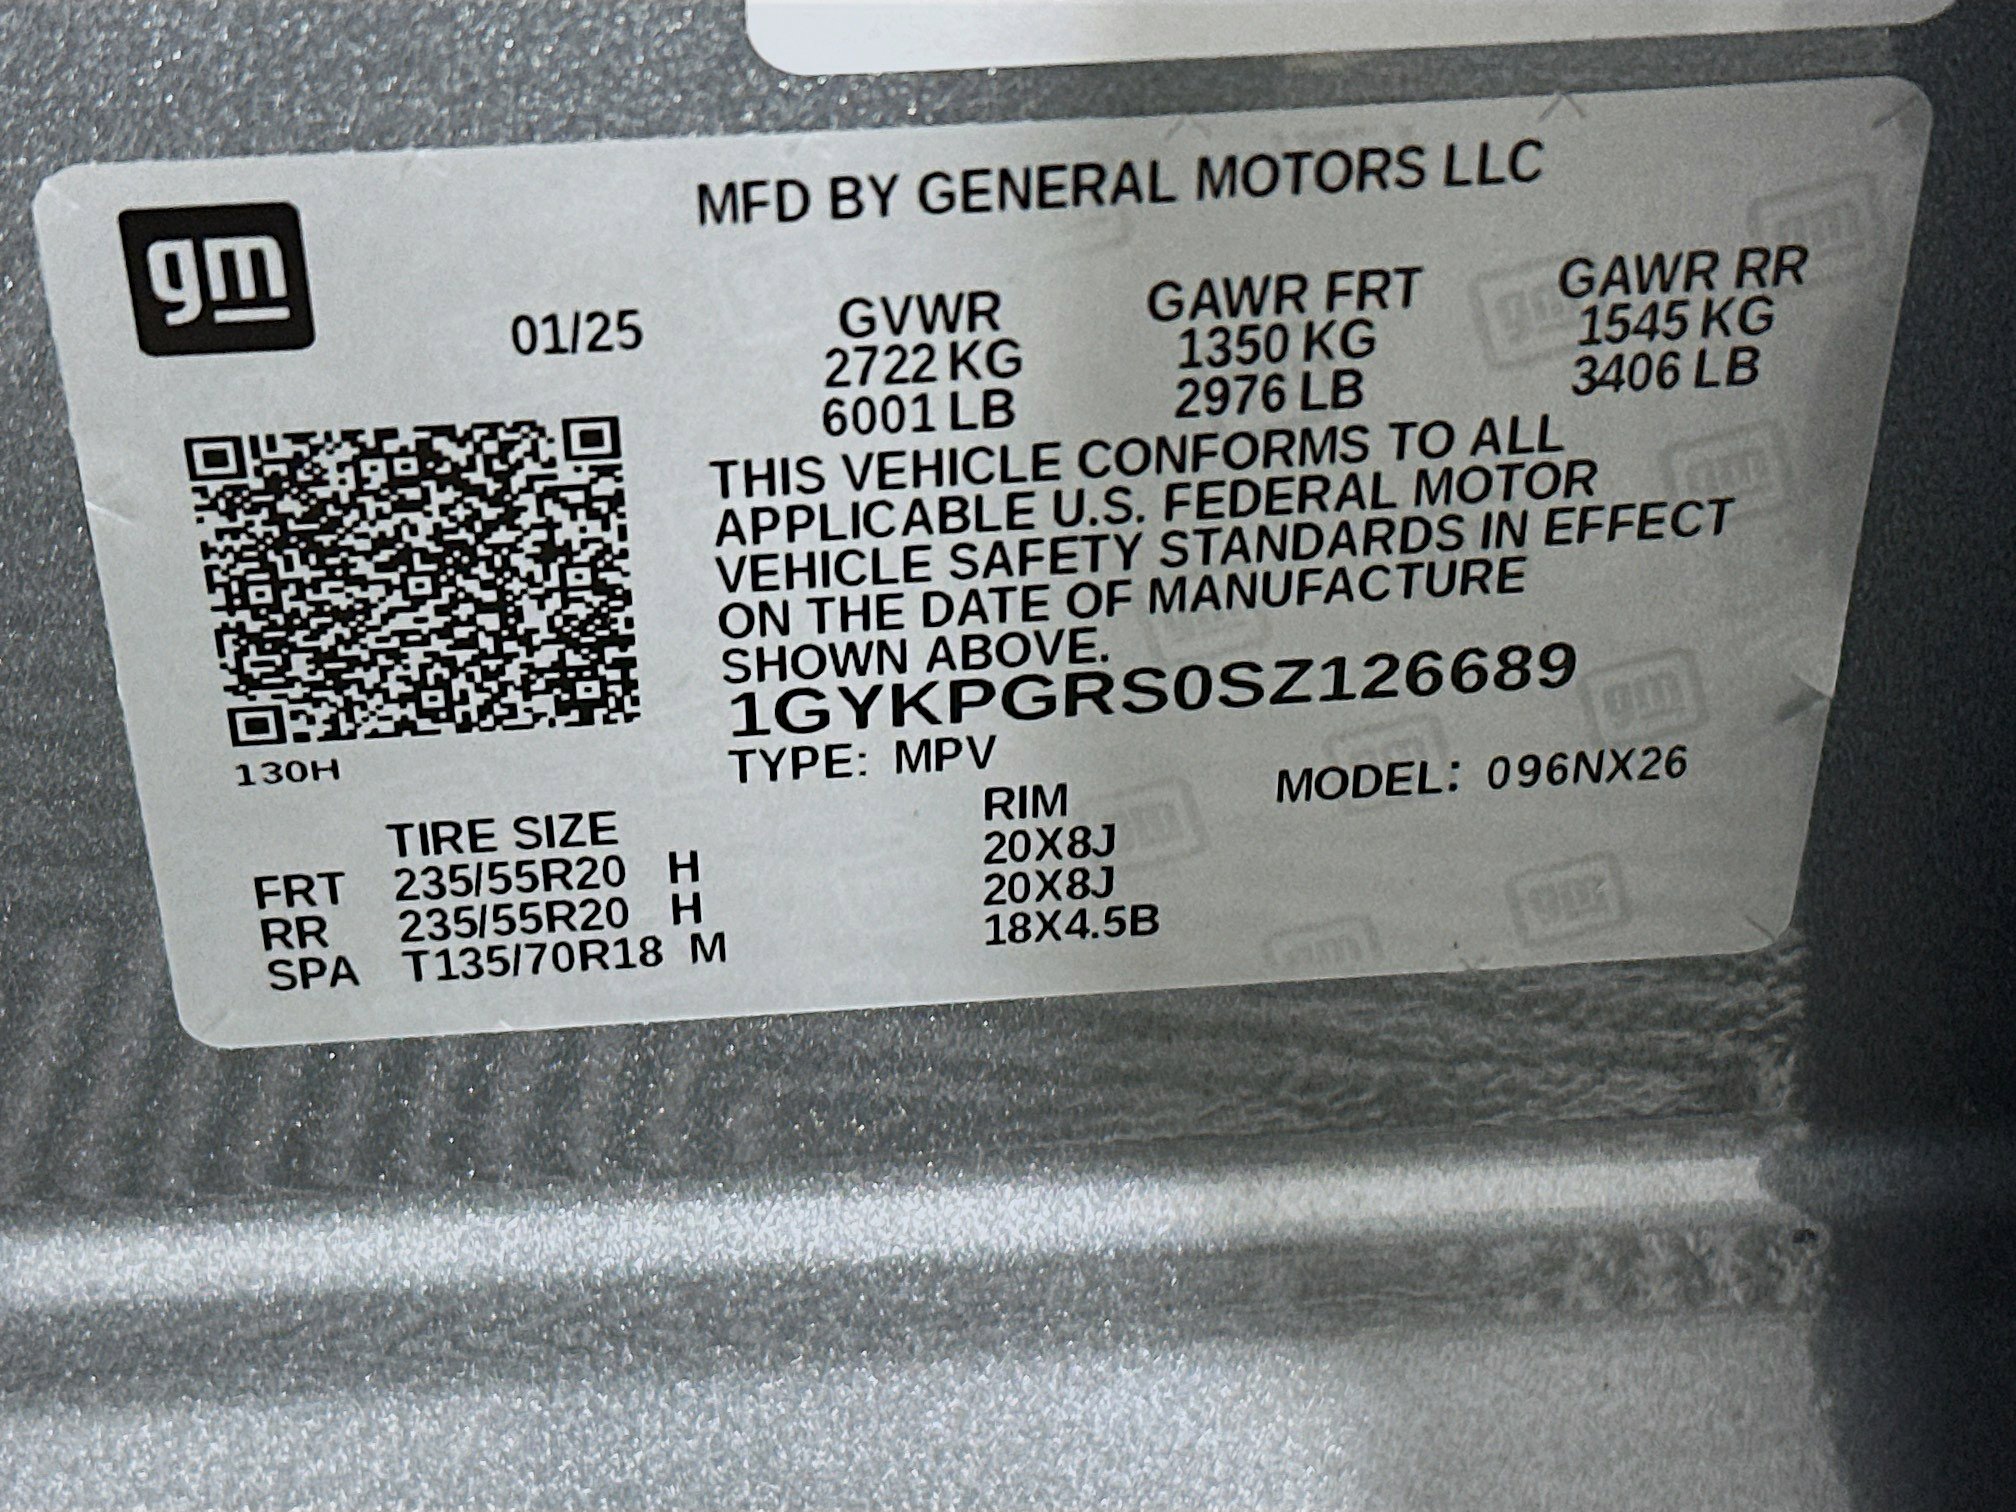 gm
MFD BY GENERAL MOTORS LLC
01/25
GVWR GAWR FRT GAWR RR
2722 KG 1350 KG 1545 KG
6001 LB 2976 LB 3406 LB
THIS VEHICLE CONFORMS TO ALL
APPLICABLE U.S. FEDERAL MOTOR
VEHICLE SAFETY STANDARDS IN EFFECT
ON THE DATE OF MANUFACTURE
SHOWN ABOVE.
1GYKPGRS0SZ126689
130H
TYPE: MPV MODEL: 096NX26
TIRE SIZE RIM
FRT 235/55R20 H 20X8J
RR 235/55R20 H 20X8J
SPA T135/70R18 M 18X4.5B